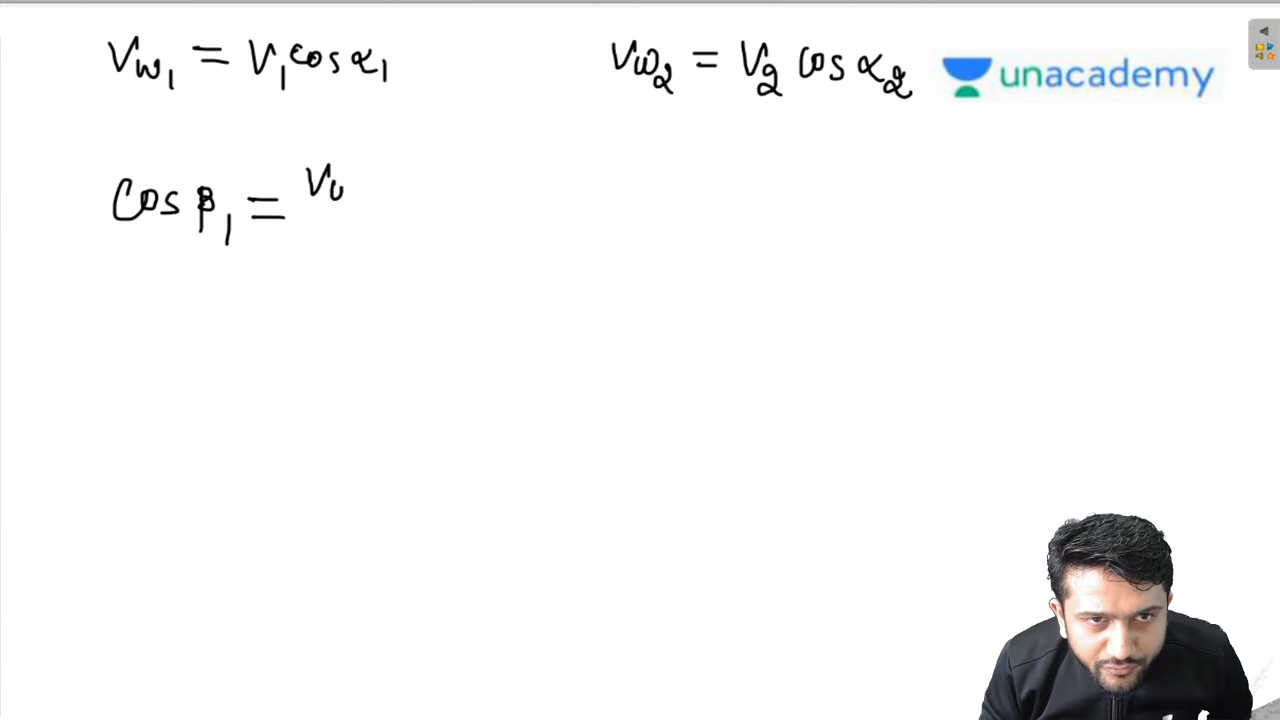 Vw₁ = V₁cos α₁
Vw₂ = V₂ cos α₂
unacademy
Cos β₁ = V